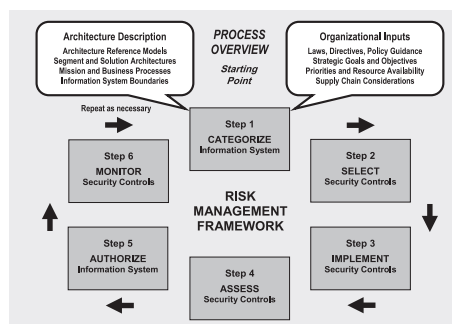 Architecture Description
Architecture Reference Models
Segment and Solution Architectures
Mission and Business Processes
Information System Boundaries
PROCESS
OVERVIEW
Starting
Point
Organizational Inputs
Laws, Directives, Policy Guidance
Strategic Goals and Objectives
Priorities and Resource Availability
Supply Chain Considerations
Repeat as necessary
Step 1
CATEGORIZE
Information System
Step 2
SELECT
Security Controls
Step 3
IMPLEMENT
Security Controls
Step 4
ASSESS
Security Controls
Step 5
AUTHORIZE
Information System
Step 6
MONITOR
Security Controls
RISK
MANAGEMENT
FRAMEWORK